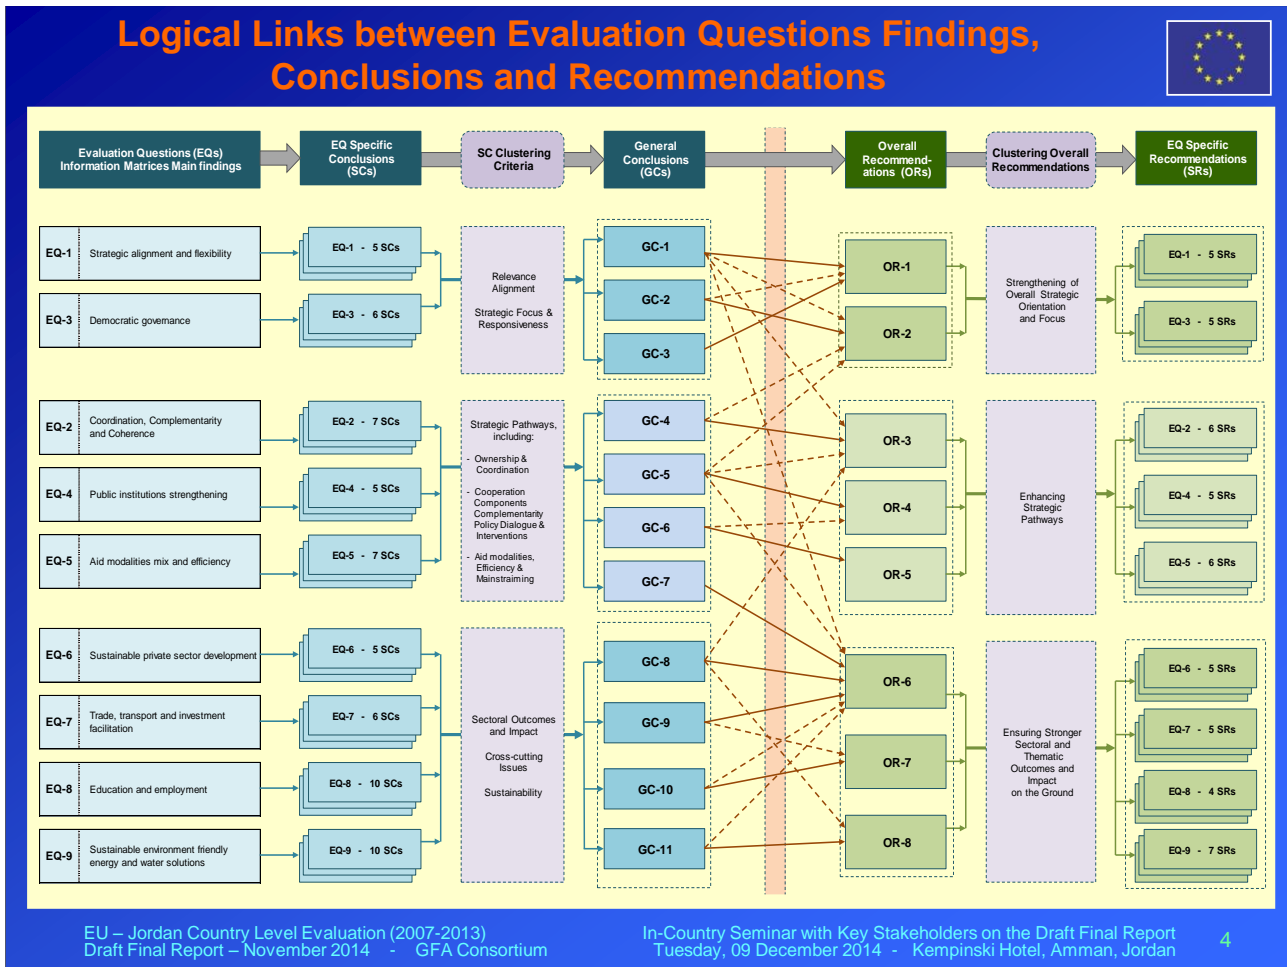 Logical Links between Evaluation Questions Findings,
Conclusions and Recommendations
Evaluation Questions (EQs)
Information Matrices Main findings
EQ Specific
Conclusions
(SCs)
SC Clustering
Criteria
General
Conclusions
(GCs)
Overall
Recommend-
ations (ORs)
Clustering Overall
Recommendations
EQ Specific
Recommendations
(SRs)
EQ-1 Strategic alignment and flexibility
EQ-3 Democratic governance
EQ-1 - 5 SCs
EQ-3 - 6 SCs
Relevance
Alignment
Strategic Focus &
Responsiveness
GC-1
GC-2
GC-3
OR-1
OR-2
Strengthening of
Overall Strategic
Orientation
and Focus
EQ-1 - 5 SRs
EQ-3 - 5 SRs
EQ-2 Coordination, Complementarity
and Coherence
EQ-4 Public institutions strengthening
EQ-5 Aid modalities mix and efficiency
EQ-2 - 7 SCs
EQ-4 - 5 SCs
EQ-5 - 7 SCs
Strategic Pathways,
including:
- Ownership &
Coordination
- Cooperation
Components
Complementarity
Policy Dialogue &
Interventions
- Aid modalities,
Efficiency &
Mainstraiming
GC-4
GC-5
GC-6
GC-7
OR-3
OR-4
OR-5
Enhancing
Strategic
Pathways
EQ-2 - 6 SRs
EQ-4 - 5 SRs
EQ-5 - 6 SRs
EQ-6 Sustainable private sector development
EQ-7 Trade, transport and investment
facilitation
EQ-8 Education and employment
EQ-9 Sustainable environment friendly
energy and water solutions
EQ-6 - 5 SCs
EQ-7 - 6 SCs
EQ-8 - 10 SCs
EQ-9 - 10 SCs
Sectoral Outcomes
and Impact
Cross-cutting
Issues
Sustainability
GC-8
GC-9
GC-10
GC-11
OR-6
OR-7
OR-8
Ensuring Stronger
Sectoral and
Thematic
Outcomes and
Impact
on the Ground
EQ-6 - 5 SRs
EQ-7 - 5 SRs
EQ-8 - 4 SRs
EQ-9 - 7 SRs
EU – Jordan Country Level Evaluation (2007-2013)
Draft Final Report – November 2014 - GFA Consortium
In-Country Seminar with Key Stakeholders on the Draft Final Report
Tuesday, 09 December 2014 - Kempinski Hotel, Amman, Jordan
4